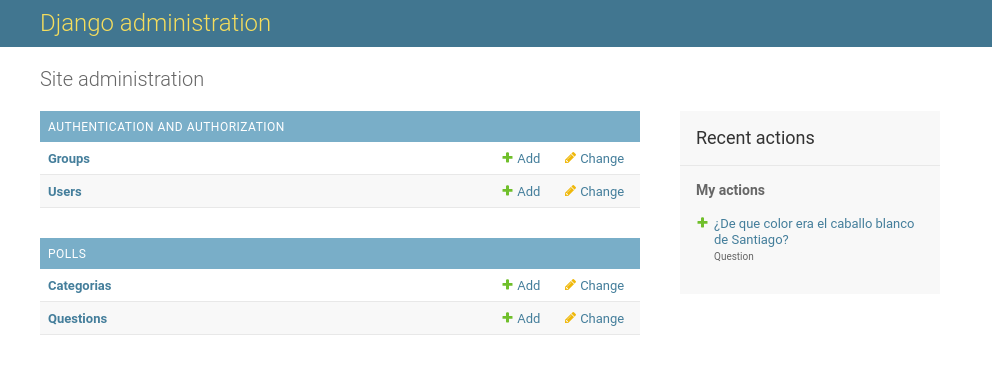 Django administration
Site administration
AUTHENTICATION AND AUTHORIZATION
Groups Add Change
Users Add Change
POLLS
Categorias Add Change
Questions Add Change
Recent actions
My actions
¿De que color era el caballo blanco
de Santiago?
Question